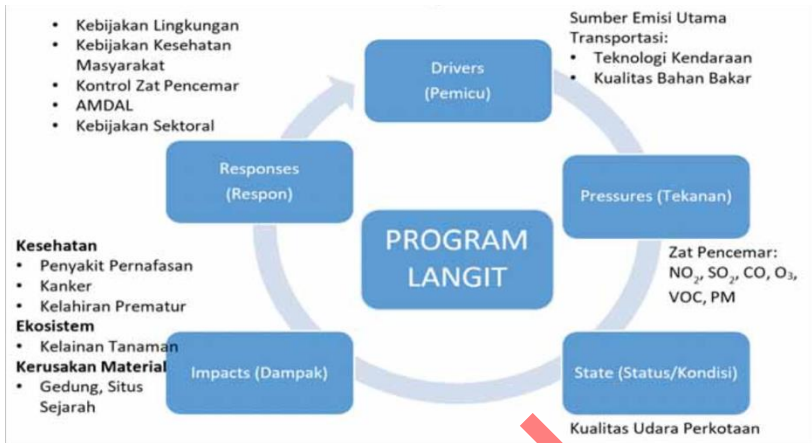 • Kebijakan Lingkungan
• Kebijakan Kesehatan
Masyarakat
• Kontrol Zat Pencemar
• AMDAL
• Kebijakan Sektoral
Drivers
(Pemicu)
Sumber Emisi Utama
Transportasi:
• Teknologi Kendaraan
• Kualitas Bahan Bakar
Responses
(Respon)
Pressures (Tekanan)
PROGRAM
LANGIT
Zat Pencemar:
NO₂, SO₂, CO, O₃,
VOC, PM
Kesehatan
• Penyakit Pernafasan
• Kanker
• Kelahiran Prematur
Ekosistem
• Kelainan Tanaman
Kerusakan Material
• Gedung, Situs
Sejarah
Impacts (Dampak)
State (Status/Kondisi)
Kualitas Udara Perkotaan